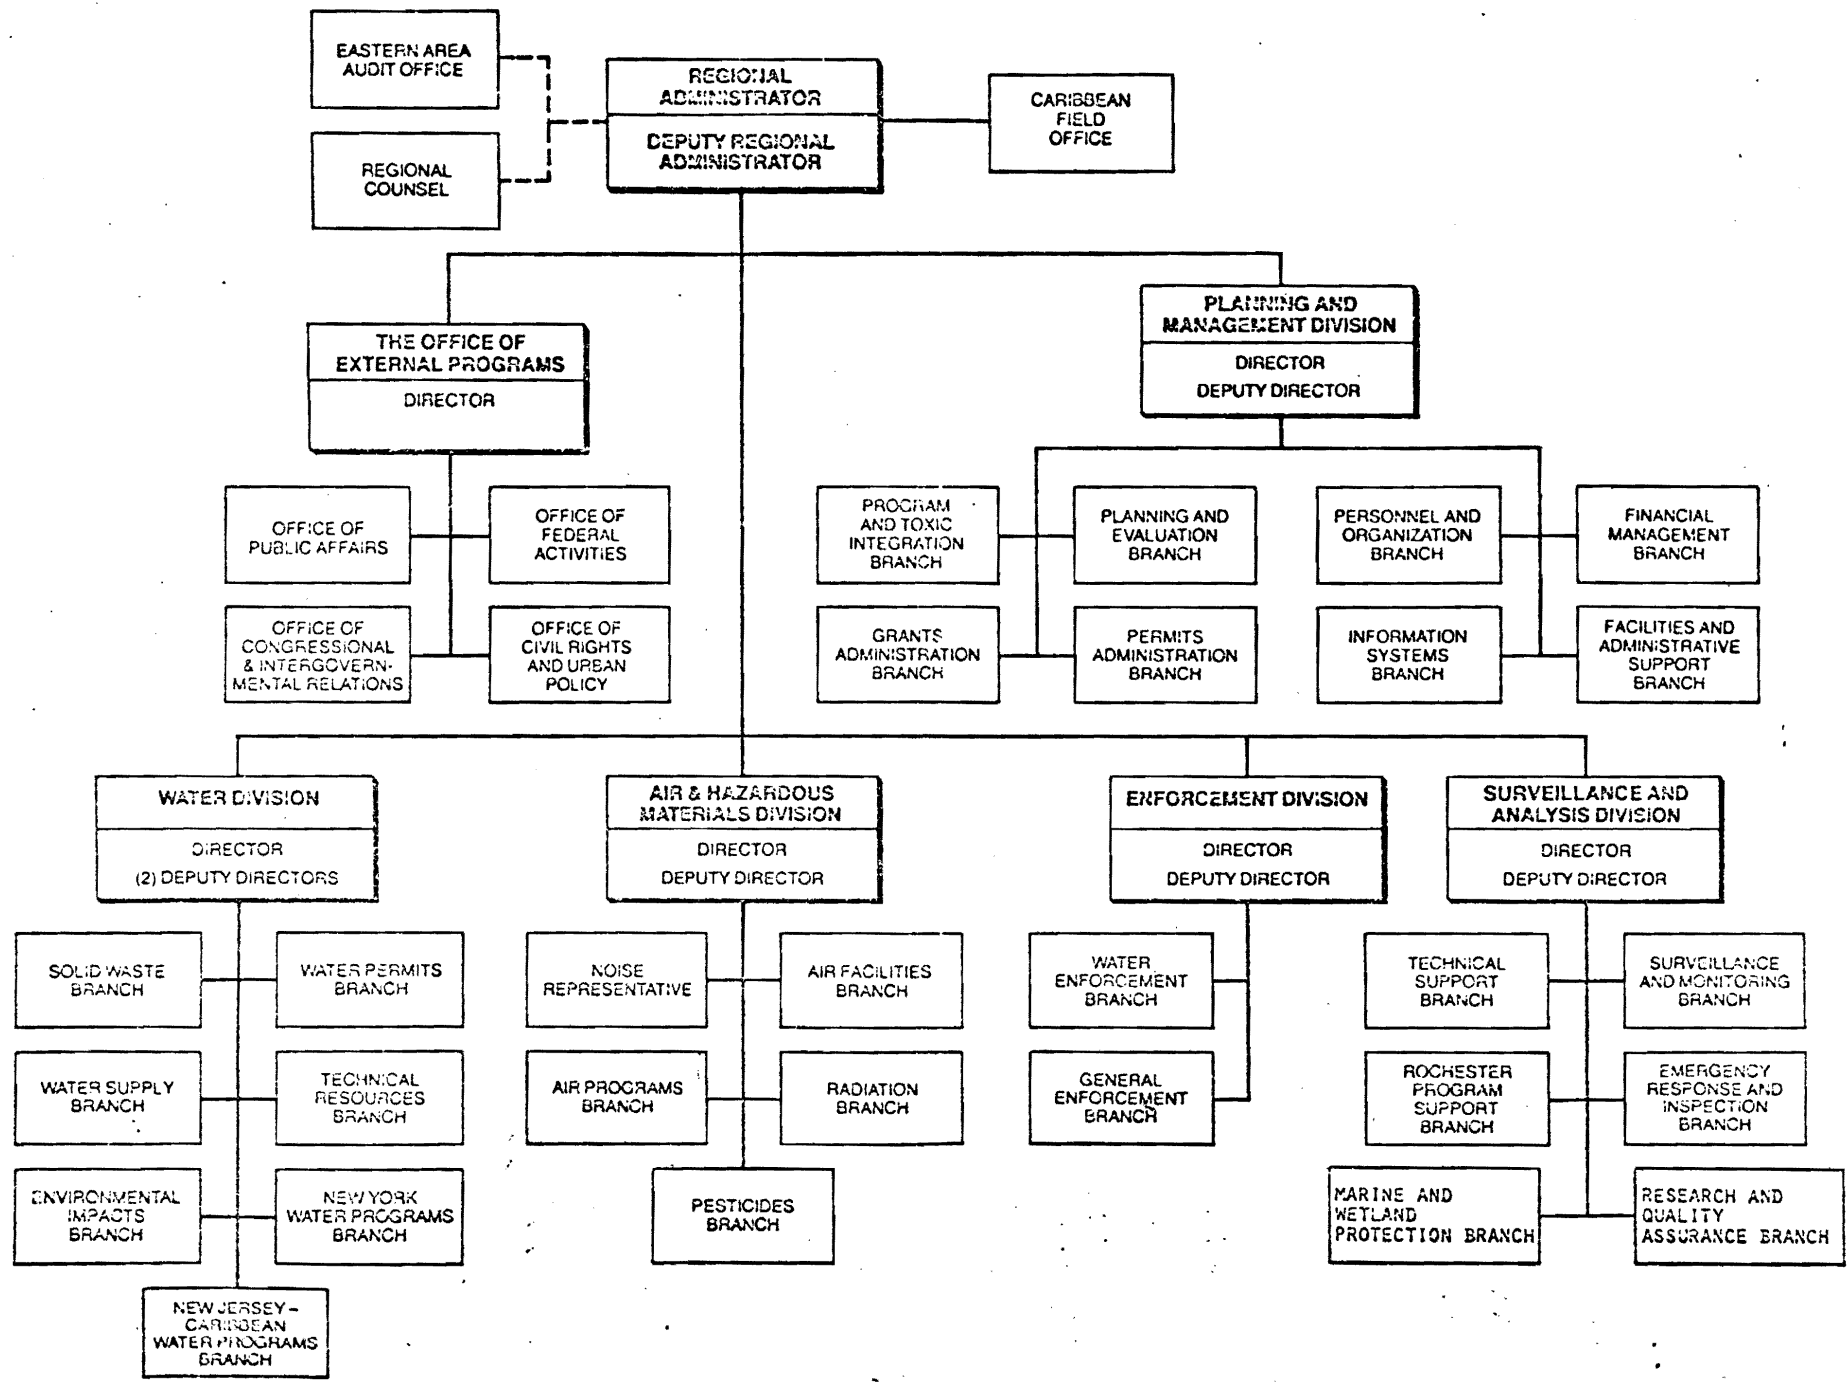 EASTERN AREA
AUDIT OFFICE
REGIONAL
COUNSEL
REGIONAL
ADMINISTRATOR
DEPUTY REGIONAL
ADMINISTRATOR
CARIBBEAN
FIELD
OFFICE
THE OFFICE OF
EXTERNAL PROGRAMS
DIRECTOR
PLANNING AND
MANAGEMENT DIVISION
DIRECTOR
DEPUTY DIRECTOR
OFFICE OF
PUBLIC AFFAIRS
OFFICE OF
FEDERAL
ACTIVITIES
OFFICE OF
CONGRESSIONAL
& INTERGOVERN-
MENTAL RELATIONS
OFFICE OF
CIVIL RIGHTS
AND URBAN
POLICY
PROGRAM
AND TOXIC
INTEGRATION
BRANCH
PLANNING AND
EVALUATION
BRANCH
PERSONNEL AND
ORGANIZATION
BRANCH
FINANCIAL
MANAGEMENT
BRANCH
GRANTS
ADMINISTRATION
BRANCH
PERMITS
ADMINISTRATION
BRANCH
INFORMATION
SYSTEMS
BRANCH
FACILITIES AND
ADMINISTRATIVE
SUPPORT
BRANCH
WATER DIVISION
DIRECTOR
(2) DEPUTY DIRECTORS
AIR & HAZARDOUS
MATERIALS DIVISION
DIRECTOR
DEPUTY DIRECTOR
ENFORCEMENT DIVISION
DIRECTOR
DEPUTY DIRECTOR
SURVEILLANCE AND
ANALYSIS DIVISION
DIRECTOR
DEPUTY DIRECTOR
SOLID WASTE
BRANCH
WATER PERMITS
BRANCH
WATER SUPPLY
BRANCH
TECHNICAL
RESOURCES
BRANCH
ENVIRONMENTAL
IMPACTS
BRANCH
NEW YORK
WATER PROGRAMS
BRANCH
NEW JERSEY –
CARIBBEAN
WATER PROGRAMS
BRANCH
NOISE
REPRESENTATIVE
AIR FACILITIES
BRANCH
AIR PROGRAMS
BRANCH
RADIATION
BRANCH
PESTICIDES
BRANCH
WATER
ENFORCEMENT
BRANCH
GENERAL
ENFORCEMENT
BRANCH
TECHNICAL
SUPPORT
BRANCH
SURVEILLANCE
AND MONITORING
BRANCH
ROCHESTER
PROGRAM
SUPPORT
BRANCH
EMERGENCY
RESPONSE AND
INSPECTION
BRANCH
MARINE AND
WETLAND
PROTECTION BRANCH
RESEARCH AND
QUALITY
ASSURANCE BRANCH